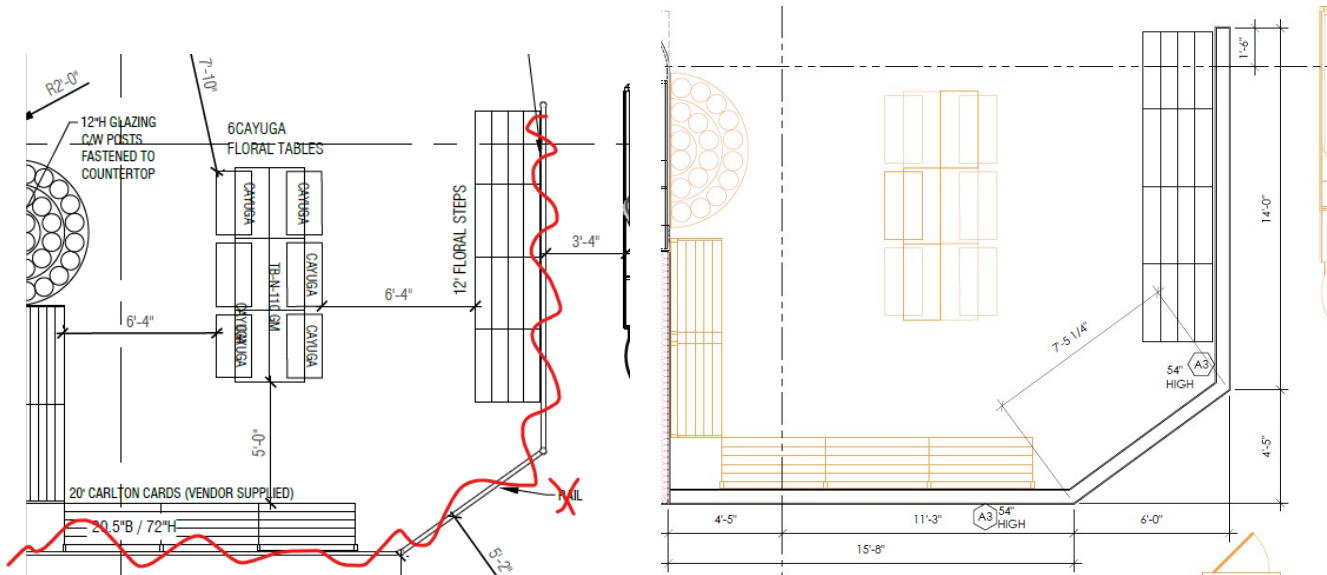 R2'-0"
7'-10"
12"H GLAZING
C/W POSTS
FASTENED TO
COUNTERTOP
6CAYUGA
FLORAL TABLES
CAYUGA
CAYUGA
CAYUGA
CAYUGA
CAYUGA
TB-N-110 GM
12' FLORAL STEPS
3'-4"
6'-4"
6'-4"
5'-0"
20' CARLTON CARDS (VENDOR SUPPLIED)
20.5"B / 72"H
RAIL
5'-2"
1'-6"
14'-0"
7'-5 1/4"
54"
HIGH
A3
4'-5"
4'-5"
11'-3"
A3
54"
HIGH
6'-0"
15'-8"